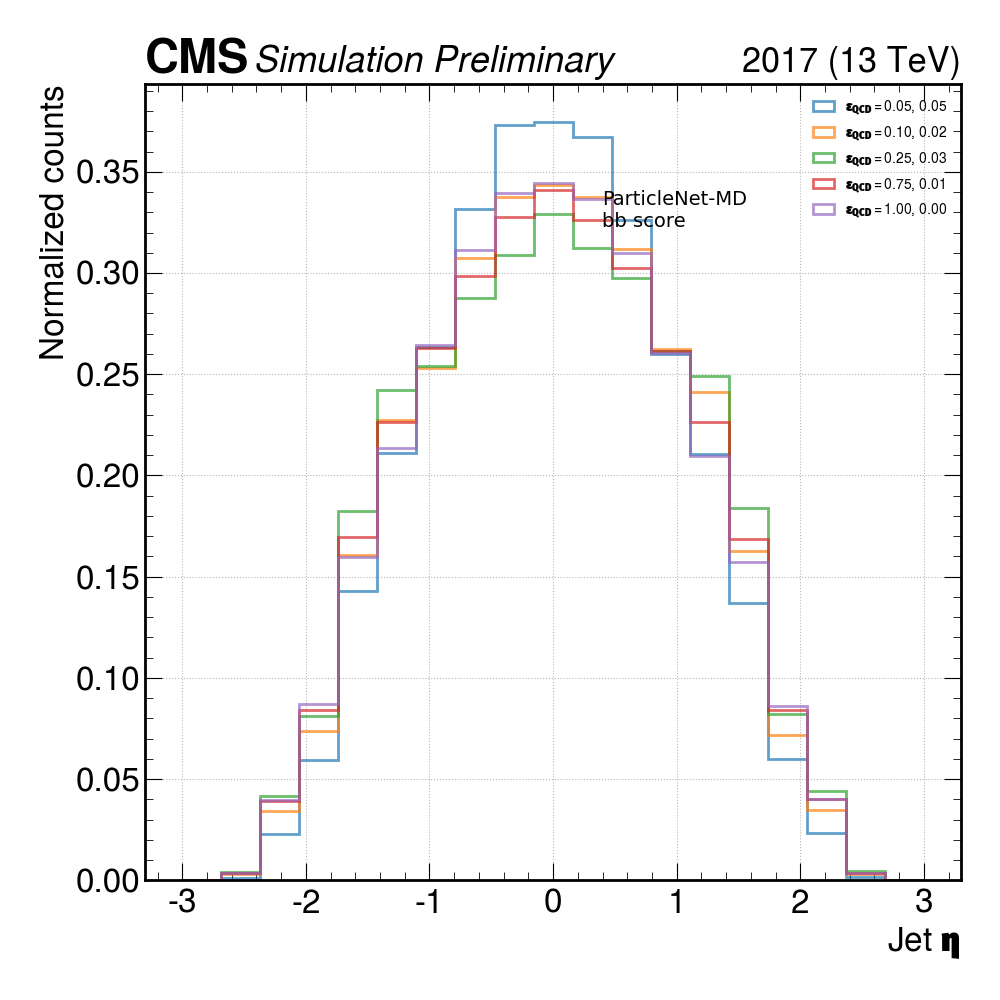 CMS Simulation Preliminary 2017 (13 TeV)
Normalized counts
εQCD = 0.05, 0.05
εQCD = 0.10, 0.02
εQCD = 0.25, 0.03
εQCD = 0.75, 0.01
εQCD = 1.00, 0.00
ParticleNet-MD
bb score
0.35
0.30
0.25
0.20
0.15
0.10
0.05
0.00
-3 -2 -1 0 1 2 3
Jet η